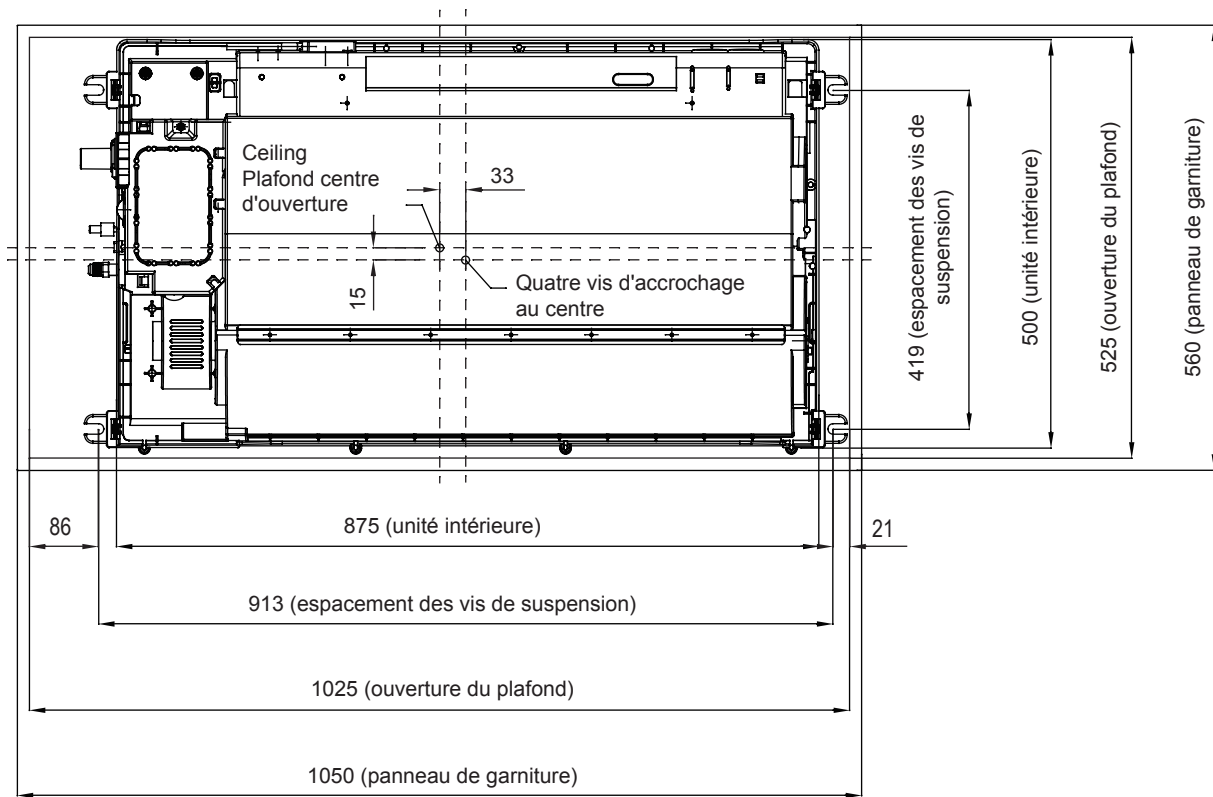 Ceiling
Plafond centre
d'ouverture
33
15
Quatre vis d'accrochage
au centre
419 (espacement des vis de
suspension)
500 (unité intérieure)
525 (ouverture du plafond)
560 (panneau de garniture)
86
875 (unité intérieure)
21
913 (espacement des vis de suspension)
1025 (ouverture du plafond)
1050 (panneau de garniture)